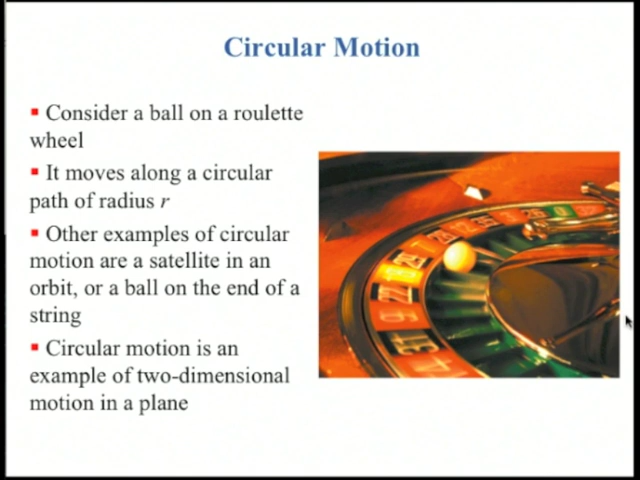 Circular Motion
▪ Consider a ball on a roulette
wheel
▪ It moves along a circular
path of radius r
▪ Other examples of circular
motion are a satellite in an
orbit, or a ball on the end of a
string
▪ Circular motion is an
example of two-dimensional
motion in a plane